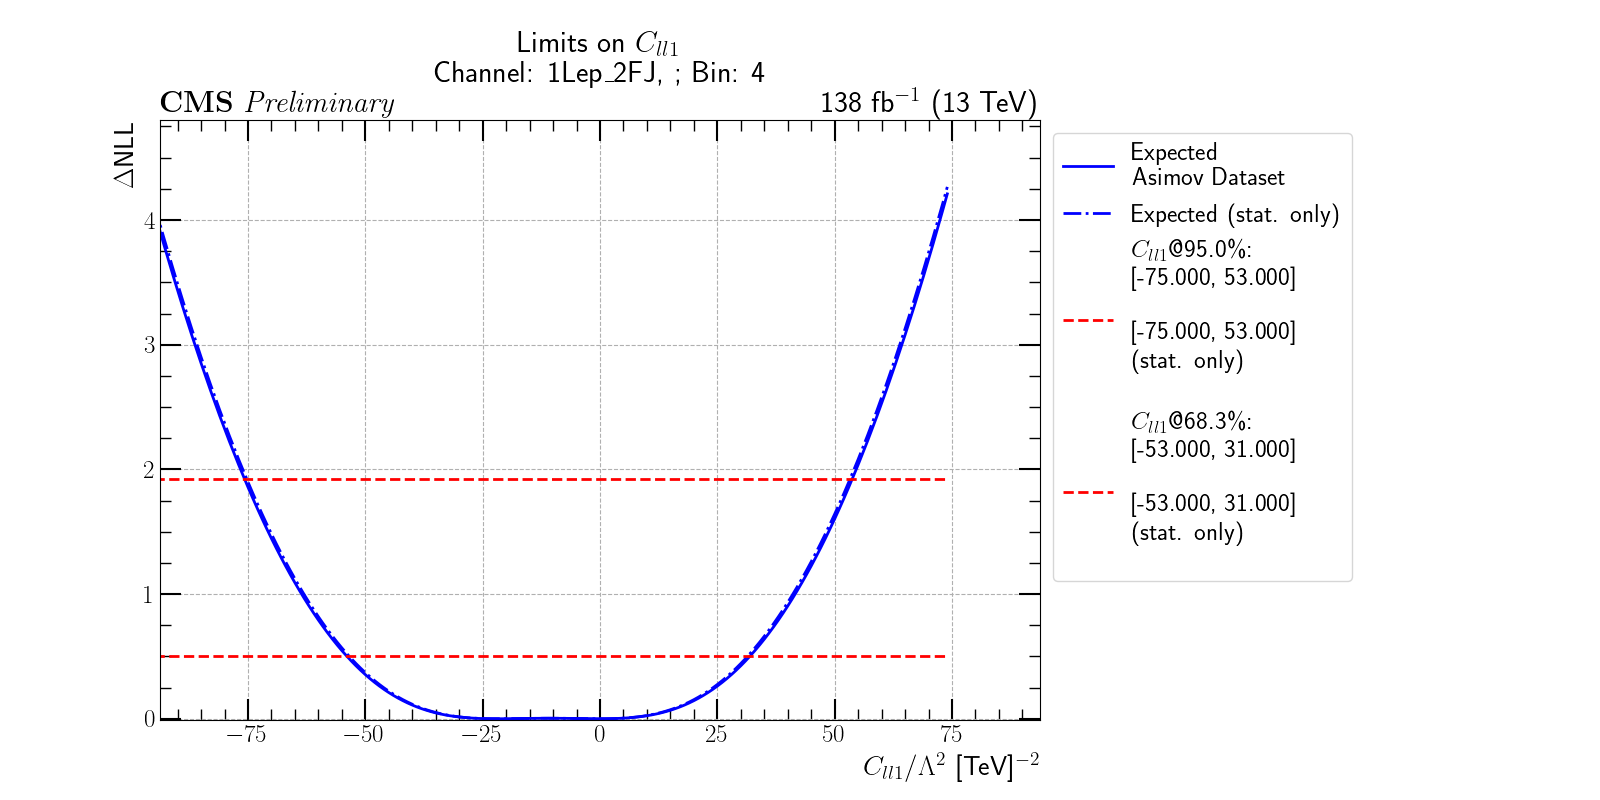 Limits on C_{ll1}
Channel: 1Lep_2FJ, ; Bin: 4
CMS Preliminary
138 fb^{−1} (13 TeV)
ΔNLL
4
3
2
1
0
−75
−50
−25
0
25
50
75
C_{ll1}/Λ^2 [TeV]^{−2}
Expected
Asimov Dataset
Expected (stat. only)
C_{ll1}@95.0%:
[-75.000, 53.000]
[-75.000, 53.000]
(stat. only)
C_{ll1}@68.3%:
[-53.000, 31.000]
[-53.000, 31.000]
(stat. only)